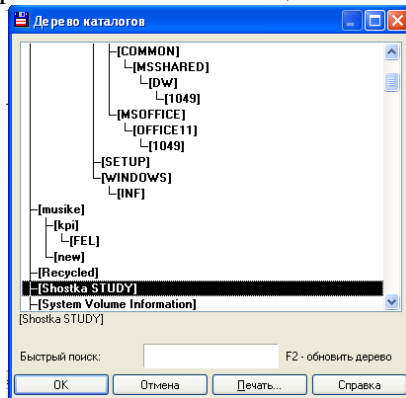 Дерево каталогов
[COMMON]
[MSSHARED]
[DW]
[1049]
[MSOFFICE]
[OFFICE11]
[1049]
[SETUP]
[WINDOWS]
[INF]
[musike]
[kpi]
[FEL]
[new]
[Recycled]
[Shostka STUDY]
[System Volume Information]
[Shostka STUDY]
Быстрый поиск: F2 - обновить дерево
OK Отмена Печать... Справка